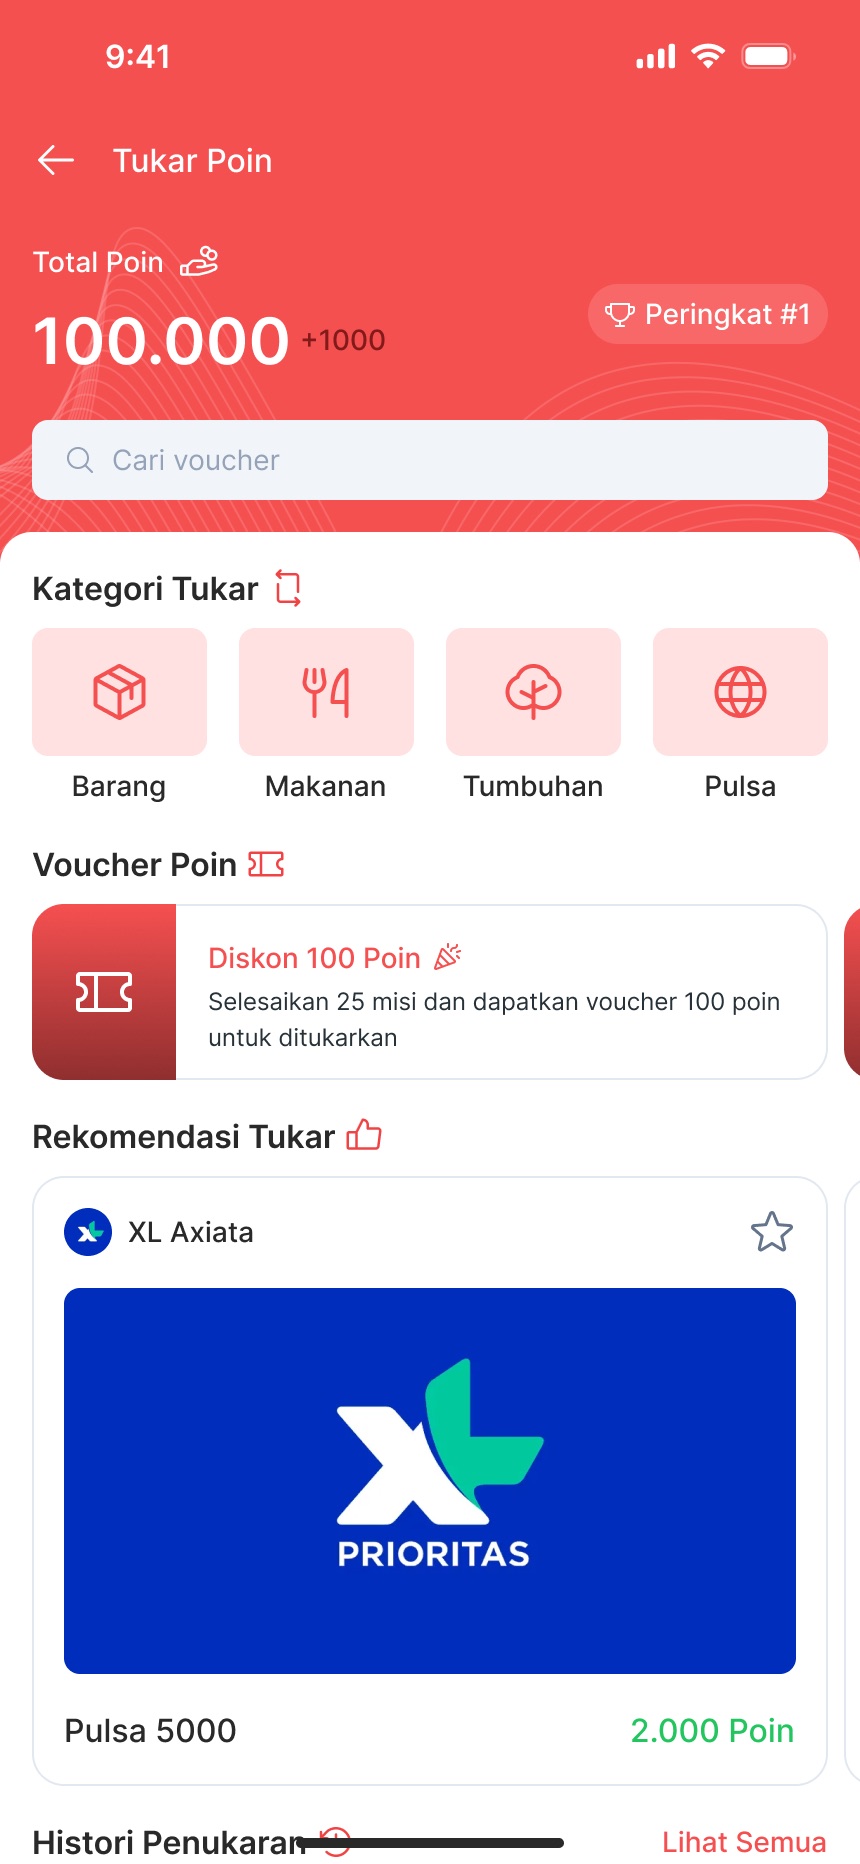 9:41
Tukar Poin
Total Poin
100.000 +1000
Peringkat #1
Cari voucher
Kategori Tukar
Barang Makanan Tumbuhan Pulsa
Voucher Poin
Diskon 100 Poin
Selesaikan 25 misi dan dapatkan voucher 100 poin
untuk ditukarkan
Rekomendasi Tukar
XL Axiata
XL
PRIORITAS
Pulsa 5000 2.000 Poin
Histori Penukaran Lihat Semua